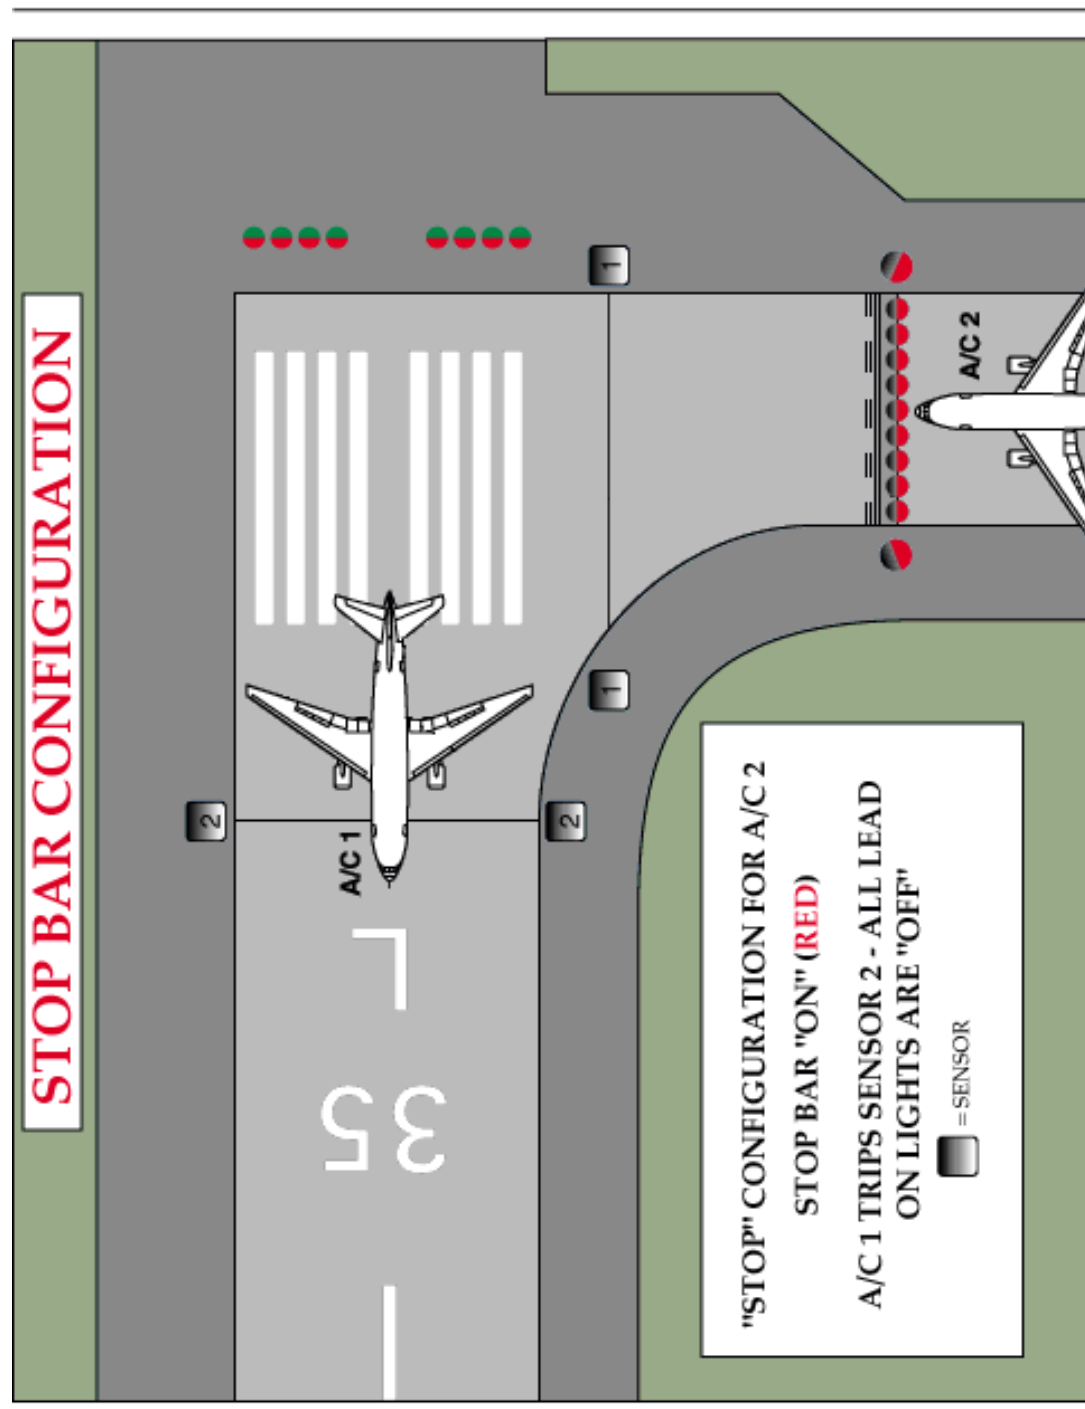 STOP BAR CONFIGURATION
1
A/C 2
1
2
2
A/C 1
35
L
"STOP" CONFIGURATION FOR A/C 2
STOP BAR "ON" (RED)
A/C 1 TRIPS SENSOR 2 - ALL LEAD
ON LIGHTS ARE "OFF"
= SENSOR